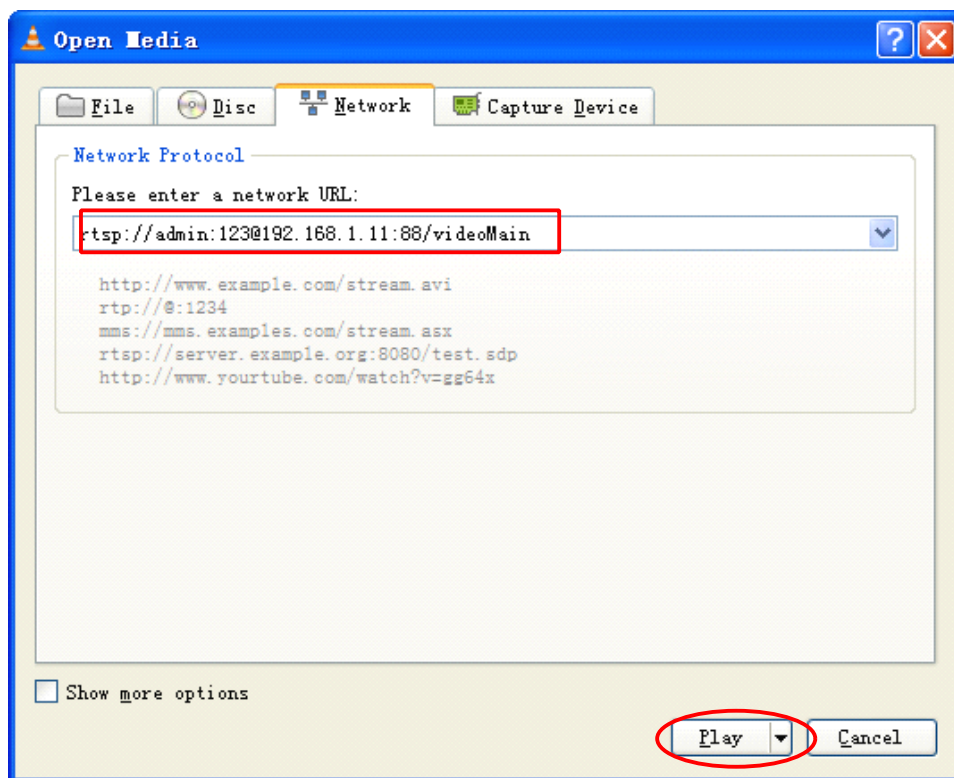 Open Media
File Disc Network Capture Device
Network Protocol
Please enter a network URL:
rtsp://admin:123@192.168.1.11:88/videoMain
http://www.example.com/stream.avi
rtp://@:1234
mms://mms.examples.com/stream.asx
rtsp://server.example.org:8080/test.sdp
http://www.yourtube.com/watch?v=gg64x
Show more options
Play Cancel